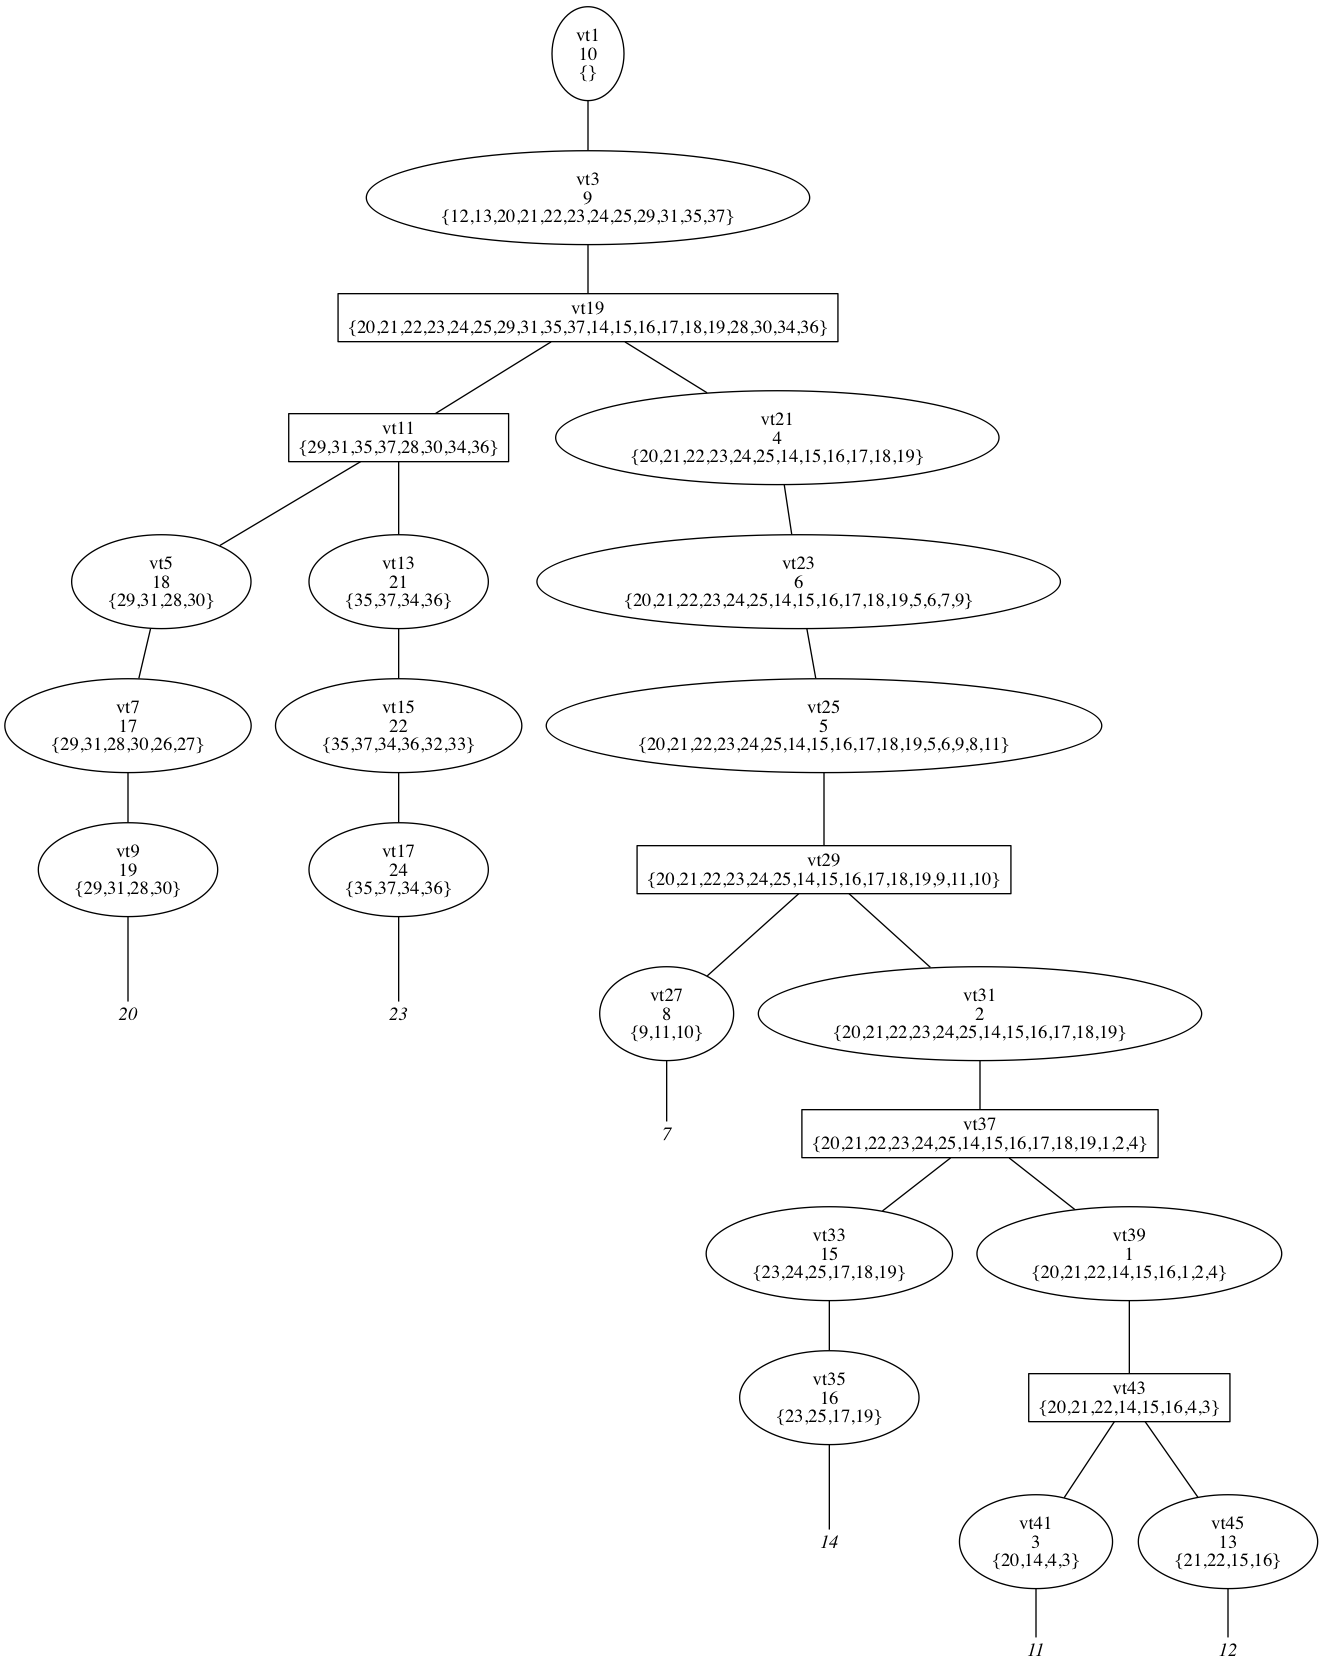 vt1
10
{}
vt3
9
{12,13,20,21,22,23,24,25,29,31,35,37}
vt19
{20,21,22,23,24,25,29,31,35,37,14,15,16,17,18,19,28,30,34,36}
vt11
{29,31,35,37,28,30,34,36}
vt21
4
{20,21,22,23,24,25,14,15,16,17,18,19}
vt5
18
{29,31,28,30}
vt13
21
{35,37,34,36}
vt23
6
{20,21,22,23,24,25,14,15,16,17,18,19,5,6,7,9}
vt7
17
{29,31,28,30,26,27}
vt15
22
{35,37,34,36,32,33}
vt25
5
{20,21,22,23,24,25,14,15,16,17,18,19,5,6,9,8,11}
vt9
19
{29,31,28,30}
vt17
24
{35,37,34,36}
vt29
{20,21,22,23,24,25,14,15,16,17,18,19,9,11,10}
20
23
vt27
8
{9,11,10}
vt31
2
{20,21,22,23,24,25,14,15,16,17,18,19}
7
vt37
{20,21,22,23,24,25,14,15,16,17,18,19,1,2,4}
vt33
15
{23,24,25,17,18,19}
vt39
1
{20,21,22,14,15,16,1,2,4}
vt35
16
{23,25,17,19}
vt43
{20,21,22,14,15,16,4,3}
14
vt41
3
{20,14,4,3}
vt45
13
{21,22,15,16}
11
12